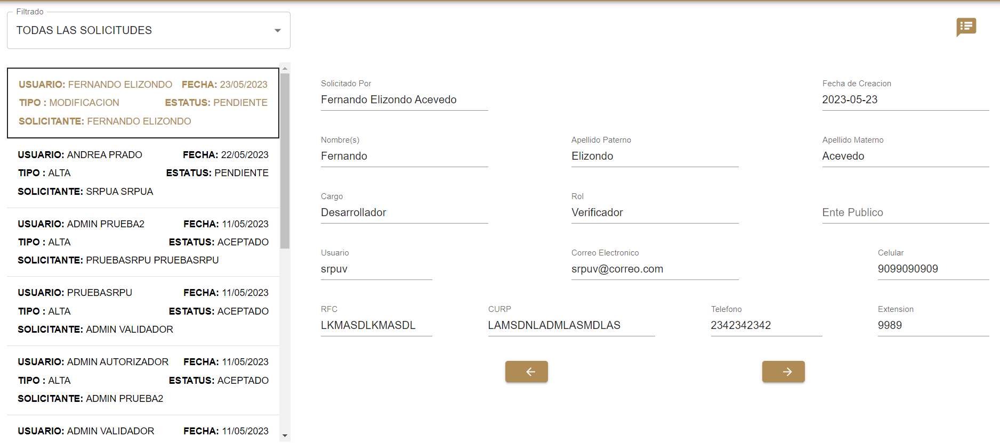 Filtrado
TODAS LAS SOLICITUDES
USUARIO: FERNANDO ELIZONDO FECHA: 23/05/2023
TIPO : MODIFICACION ESTATUS: PENDIENTE
SOLICITANTE: FERNANDO ELIZONDO
USUARIO: ANDREA PRADO FECHA: 22/05/2023
TIPO : ALTA ESTATUS: PENDIENTE
SOLICITANTE: SRPUA SRPUA
USUARIO: ADMIN PRUEBA2 FECHA: 11/05/2023
TIPO : ALTA ESTATUS: ACEPTADO
SOLICITANTE: PRUEBASRPU PRUEBASRPU
USUARIO: PRUEBASRPU FECHA: 11/05/2023
TIPO : ALTA ESTATUS: ACEPTADO
SOLICITANTE: ADMIN VALIDADOR
USUARIO: ADMIN AUTORIZADOR FECHA: 11/05/2023
TIPO : ALTA ESTATUS: ACEPTADO
SOLICITANTE: ADMIN PRUEBA2
USUARIO: ADMIN VALIDADOR FECHA: 11/05/2023
Solicitado Por Fecha de Creacion
Fernando Elizondo Acevedo 2023-05-23
Nombre(s) Apellido Paterno Apellido Materno
Fernando Elizondo Acevedo
Cargo Rol
Desarrollador Verificador Ente Publico
Usuario Correo Electronico Celular
srpuv srpuv@correo.com 9099090909
RFC CURP Telefono Extension
LKMASDLKMASDL LAMSDNLADMLASMDLAS 2342342342 9989